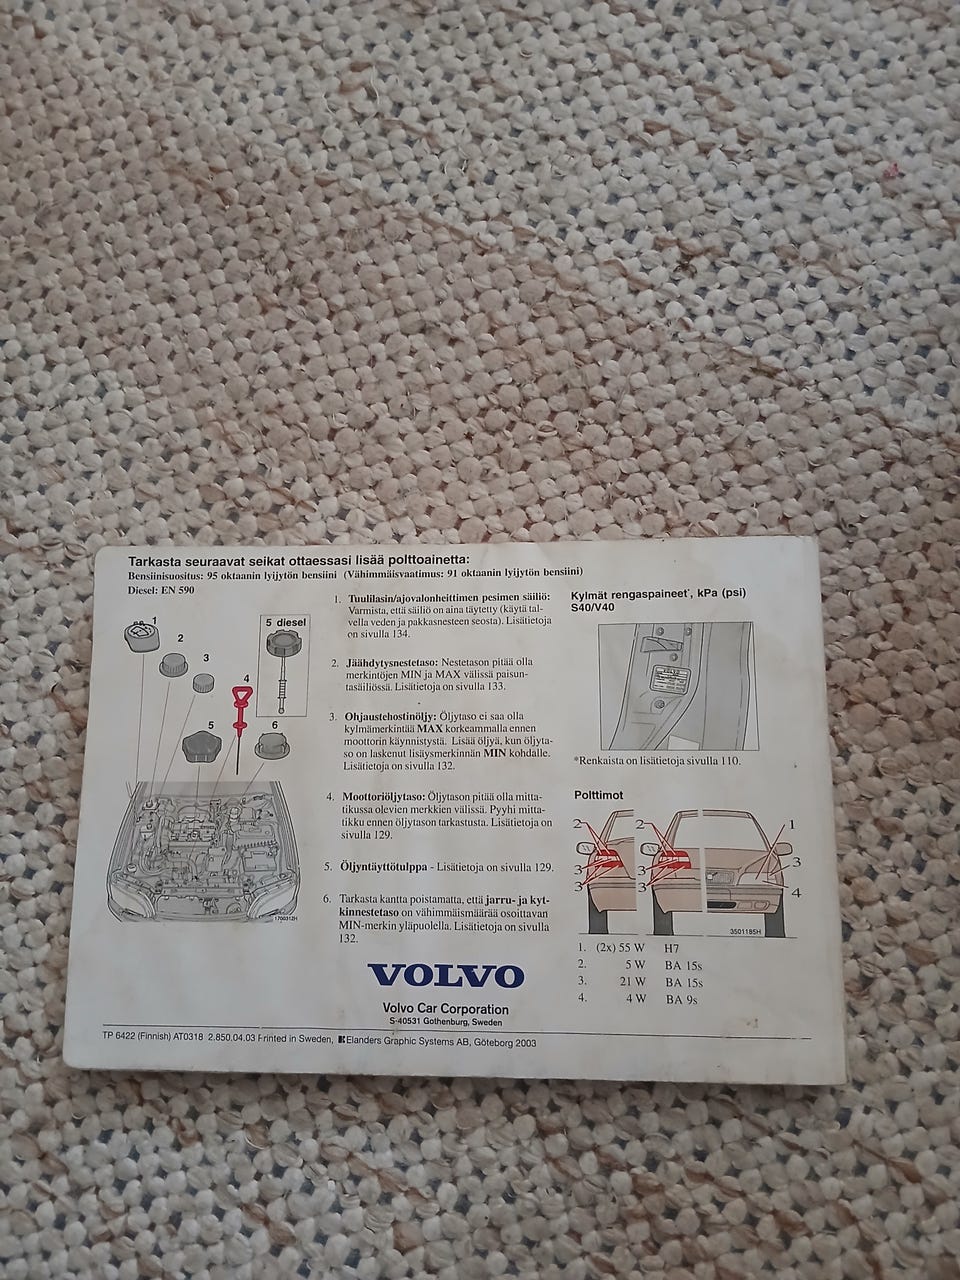 Tarkasta seuraavat seikat ottaessasi lisää polttoainetta:
Bensiinisuositus: 95 oktaanin lyijytön bensiini (Vähimmäisvaatimus: 91 oktaanin lyijytön bensiini)
Diesel: EN 590
1
2
3
4
5 diesel
5
6
1700312H
1. Tuulilasin/ajovalonheittimen pesimen säiliö:
Varmista, että säiliö on aina täytetty (käytä tal-
vella veden ja pakkasnesteen seosta). Lisätietoja
on sivulla 134.
2. Jäähdytysnestetaso: Nestetason pitää olla
merkintöjen MIN ja MAX välissä paisun-
tasäiliössä. Lisätietoja on sivulla 133.
3. Ohjaustehostinöljy: Öljytaso ei saa olla
kylmämerkintää MAX korkeammalla ennen
moottorin käynnistystä. Lisää öljyä, kun öljyta-
so on laskenut lisäysmerkinnän MIN kohdalle.
Lisätietoja on sivulla 132.
4. Moottoriöljytaso: Öljytason pitää olla mitta-
tikussa olevien merkkien välissä. Pyyhi mitta-
tikku ennen öljytason tarkastusta. Lisätietoja on
sivulla 129.
5. Öljyntäyttötulppa - Lisätietoja on sivulla 129.
6. Tarkasta kantta poistamatta, että jarru- ja kyt-
kinnestetaso on vähimmäismäärää osoittavan
MIN-merkin yläpuolella. Lisätietoja on sivulla
132.
Kylmät rengaspaineet*, kPa (psi)
S40/V40
*Renkaista on lisätietoja sivulla 110.
Polttimot
2
3
3
2
3
3
1
3
4
3501185H
1. (2x) 55 W H7
2. 5 W BA 15s
3. 21 W BA 15s
4. 4 W BA 9s
VOLVO
Volvo Car Corporation
S-40531 Gothenburg, Sweden
TP 6422 (Finnish) AT0318 2.850.04.03 Printed in Sweden, Elanders Graphic Systems AB, Göteborg 2003